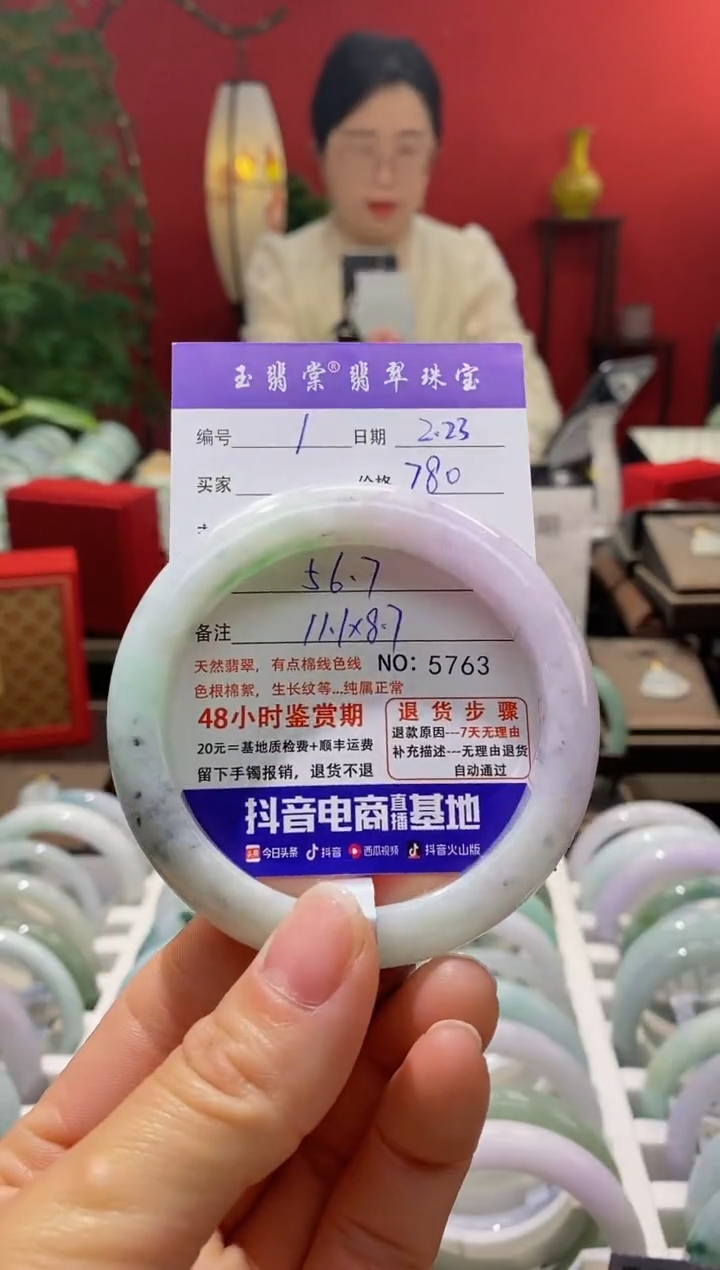 玉翡棠®翡翠珠宝
编号 1 日期 2.23
买家 价格 780
56.7
备注 11.1×8.7
天然翡翠，有点棉线色线 NO：5763
色根棉絮，生长纹等...纯属正常
48小时鉴赏期
20元＝基地质检费+顺丰运费
留下手镯报销，退货不退
退货步骤
退款原因---7天无理由
补充描述---无理由退货
自动通过
抖音电商直播基地
头条 今日头条 抖音 西瓜视频 抖音火山版